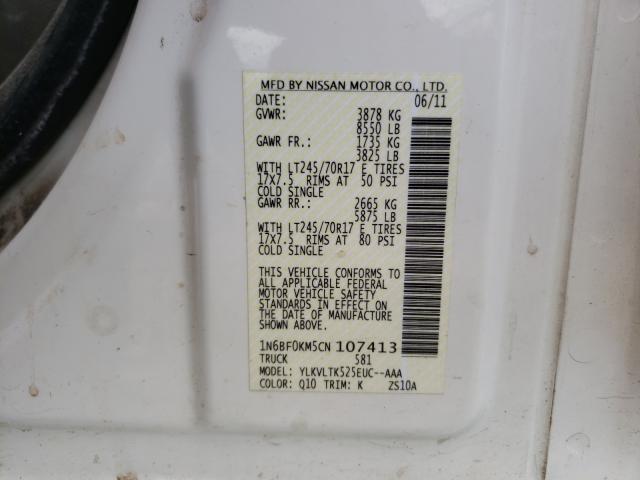 MFD BY NISSAN MOTOR CO., LTD.
DATE: 06/11
GVWR: 3878 KG
8550 LB
GAWR FR.: 1735 KG
3825 LB
WITH LT245/70R17 E TIRES
17X7.5 RIMS AT 50 PSI
COLD SINGLE
GAWR RR.: 2665 KG
5875 LB
WITH LT245/70R17 E TIRES
17X7.5 RIMS AT 80 PSI
COLD SINGLE
THIS VEHICLE CONFORMS TO
ALL APPLICABLE FEDERAL
MOTOR VEHICLE SAFETY
STANDARDS IN EFFECT ON
THE DATE OF MANUFACTURE
SHOWN ABOVE.
1N6BF0KM5CN 107413
TRUCK 581
MODEL: YLKVLTK525EUC--AAA
COLOR: Q10 TRIM: K ZS10A